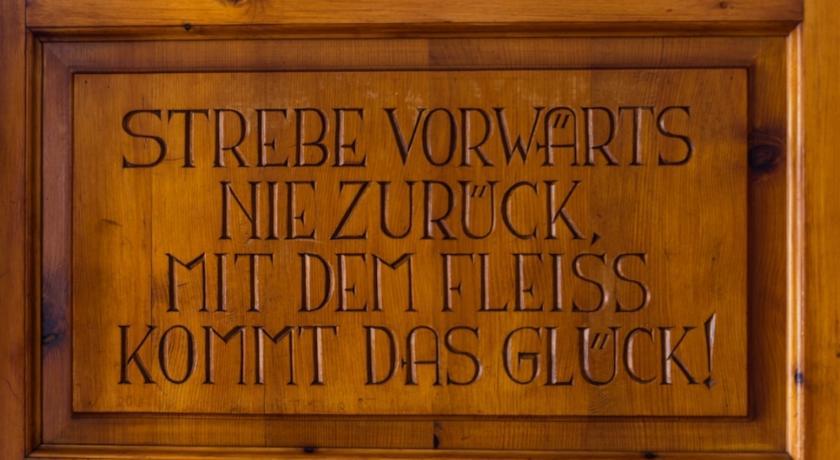 STREBE VORWÄRTS
NIE ZURÜCK,
MIT DEM FLEISS
KOMMT DAS GLÜCK!